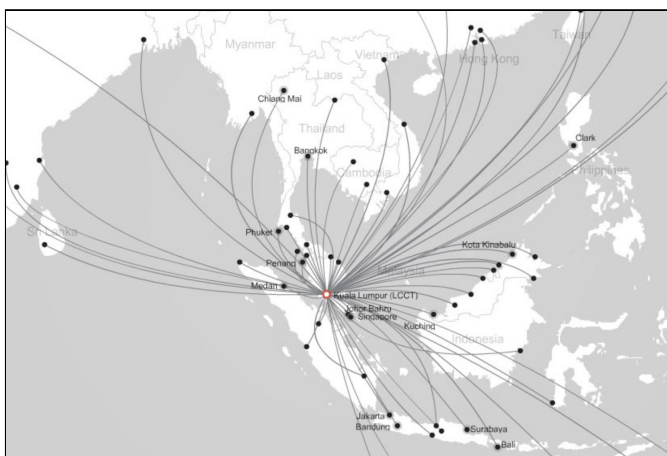 Taiwan
Myanmar
Vietnam
Hong Kong
Laos
Chiang Mai
Thailand
Clark
Bangkok
Cambodia
Philippines
Sri Lanka
Phuket
Kota Kinabalu
Penang
Malaysia
Medan
Kuala Lumpur (LCCT)
Johor Bahru
Singapore
Kuching
Indonesia
Jakarta
Bandung
Surabaya
Bali